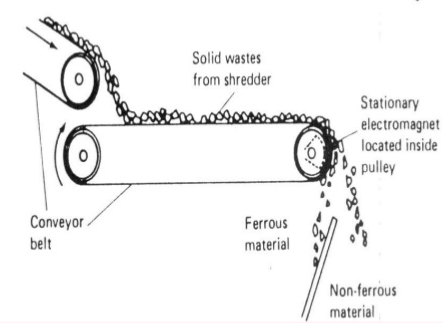 Solid wastes
from shredder
Stationary
electromagnet
located inside
pulley
Conveyor
belt
Ferrous
material
Non-ferrous
material